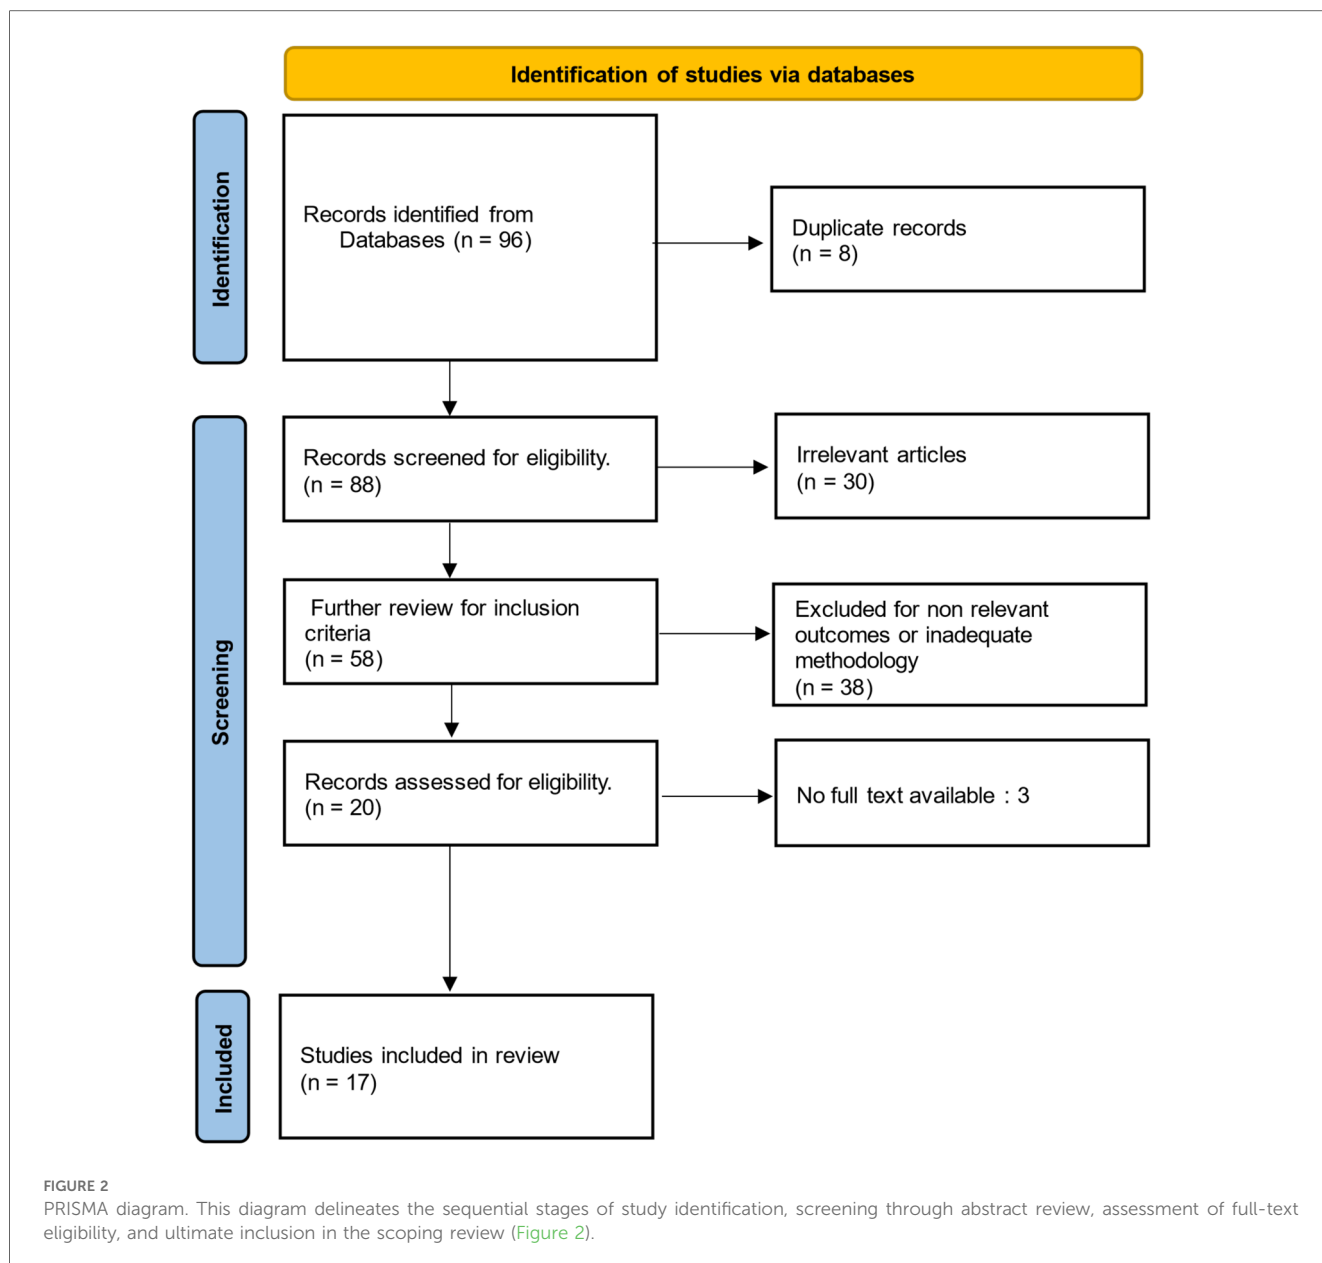 Identification of studies via databases
Identification
Records identified from
Databases (n = 96)
Duplicate records
(n = 8)
Screening
Records screened for eligibility.
(n = 88)
Irrelevant articles
(n = 30)
Further review for inclusion
criteria
(n = 58)
Excluded for non relevant
outcomes or inadequate
methodology
(n = 38)
Records assessed for eligibility.
(n = 20)
No full text available : 3
Included
Studies included in review
(n = 17)
FIGURE 2
PRISMA diagram. This diagram delineates the sequential stages of study identification, screening through abstract review, assessment of full-text
eligibility, and ultimate inclusion in the scoping review (Figure 2).